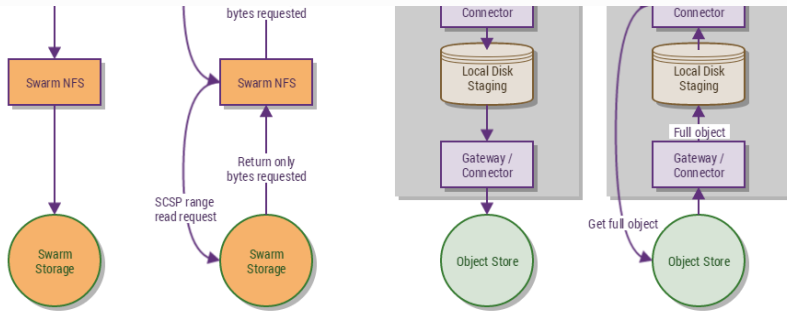 bytes requested
Swarm NFS
Return only
bytes requested
SCSP range
read request
Swarm
Storage
Swarm NFS
Swarm
Storage
Connector
Local Disk
Staging
Gateway /
Connector
Object Store
Connector
Local Disk
Staging
Full object
Gateway /
Connector
Get full object
Object Store